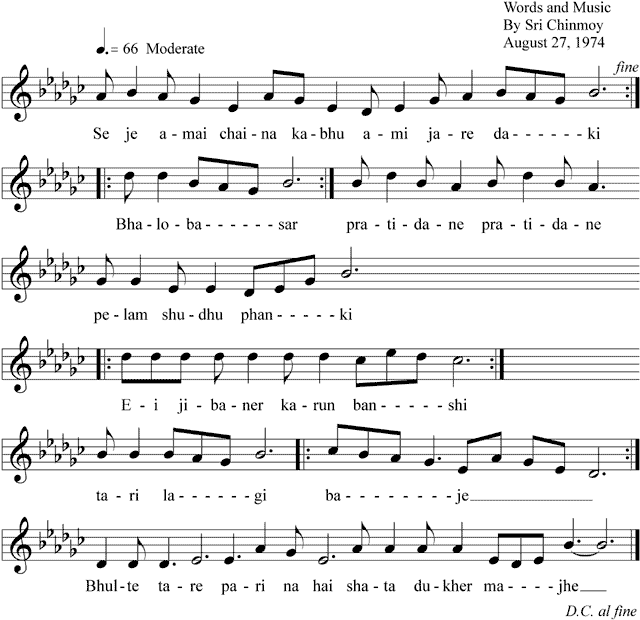 Words and Music
By Sri Chinmoy
August 27, 1974
♩. = 66 Moderate
fine
Se je a - mai chai - na ka - bhu a - mi ja - re da - - - - - - ki
Bha - lo - ba - - - - - - sar pra - ti - da - ne pra - ti - da - ne
pe - lam shu - dhu phan - - - - - ki
E - i ji - ba - ner ka - run ban - - - - - shi
ta - ri la - - - - - - gi ba - - - - - - - - je
Bhul - te ta - re pa - ri na hai sha - ta du - kher ma - - - - jhe
D.C. al fine